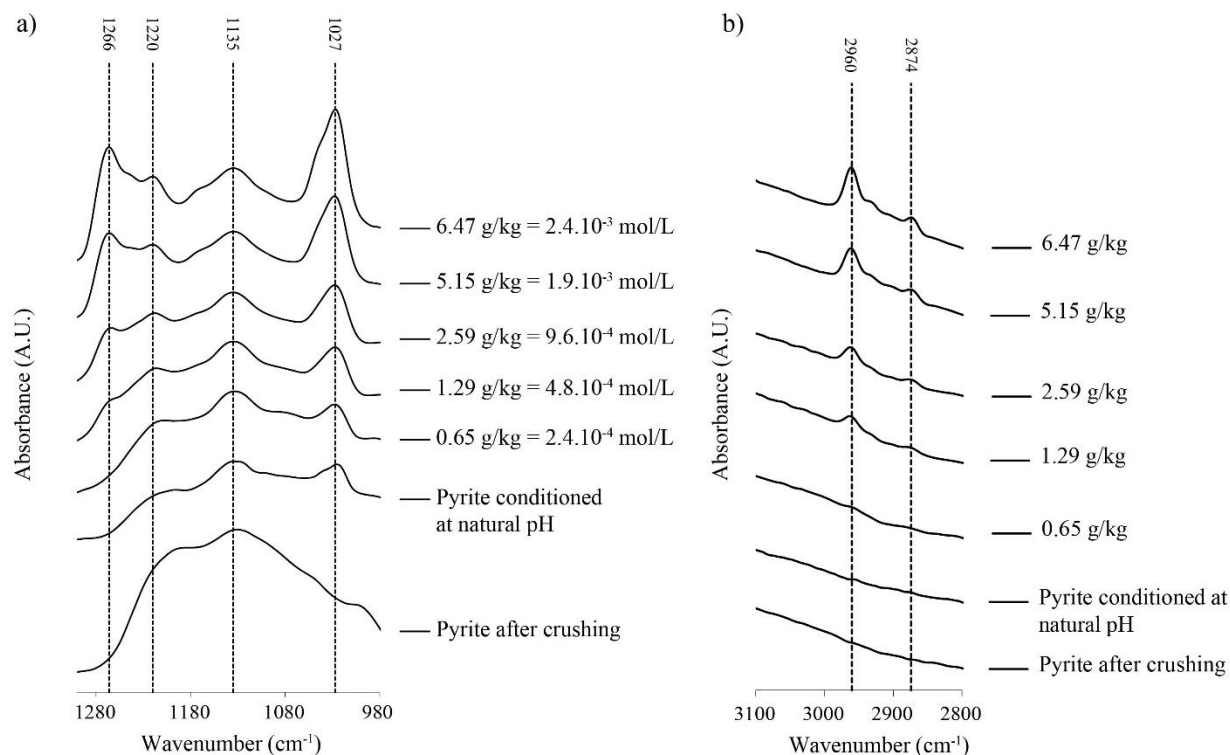 a)
1266
1220
1135
1027
Absorbance (A.U.)
6.47 g/kg = 2.4.10-3 mol/L
5.15 g/kg = 1.9.10-3 mol/L
2.59 g/kg = 9.6.10-4 mol/L
1.29 g/kg = 4.8.10-4 mol/L
0.65 g/kg = 2.4.10-4 mol/L
Pyrite conditioned
at natural pH
Pyrite after crushing
1280
1180
1080
980
Wavenumber (cm-1)
b)
2960
2874
Absorbance (A.U.)
6.47 g/kg
5.15 g/kg
2.59 g/kg
1.29 g/kg
0.65 g/kg
Pyrite conditioned at
natural pH
Pyrite after crushing
3100
3000
2900
2800
Wavenumber (cm-1)